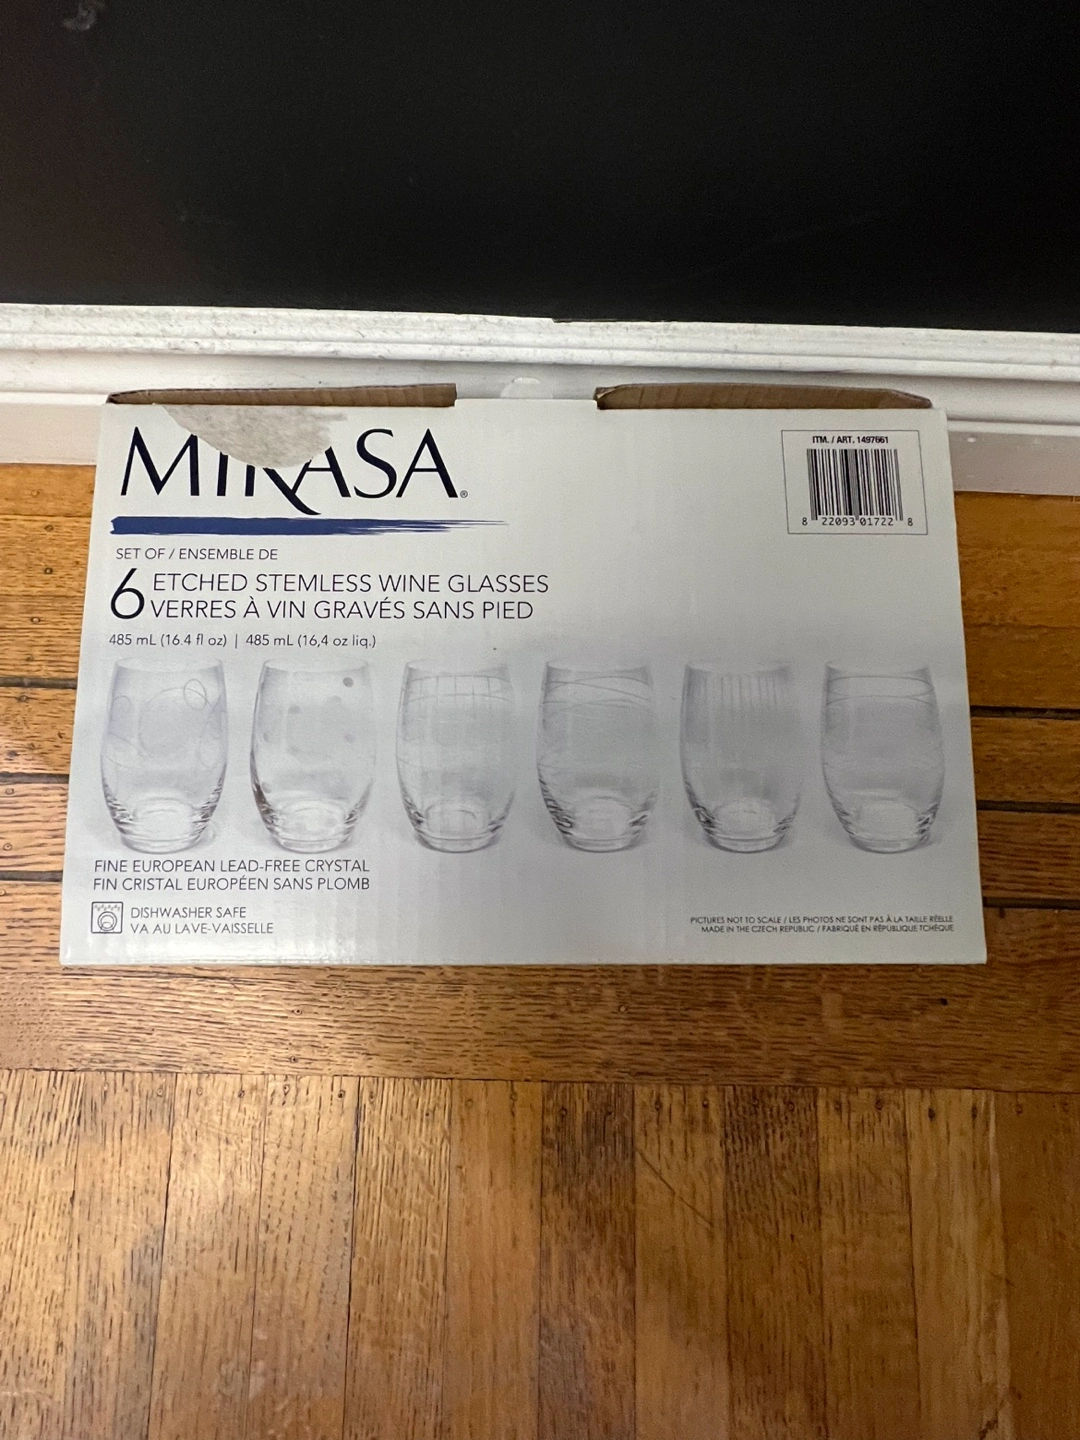 MIKASA®
ITM. / ART. 1497661
8 22093 01722 8
SET OF / ENSEMBLE DE
6 ETCHED STEMLESS WINE GLASSES
VERRES À VIN GRAVÉS SANS PIED
485 mL (16.4 fl oz) | 485 mL (16,4 oz liq.)
FINE EUROPEAN LEAD-FREE CRYSTAL
FIN CRISTAL EUROPÉEN SANS PLOMB
DISHWASHER SAFE
VA AU LAVE-VAISSELLE
PICTURES NOT TO SCALE / LES PHOTOS NE SONT PAS À LA TAILLE RÉELLE
MADE IN THE CZECH REPUBLIC / FABRIQUÉ EN RÉPUBLIQUE TCHÈQUE